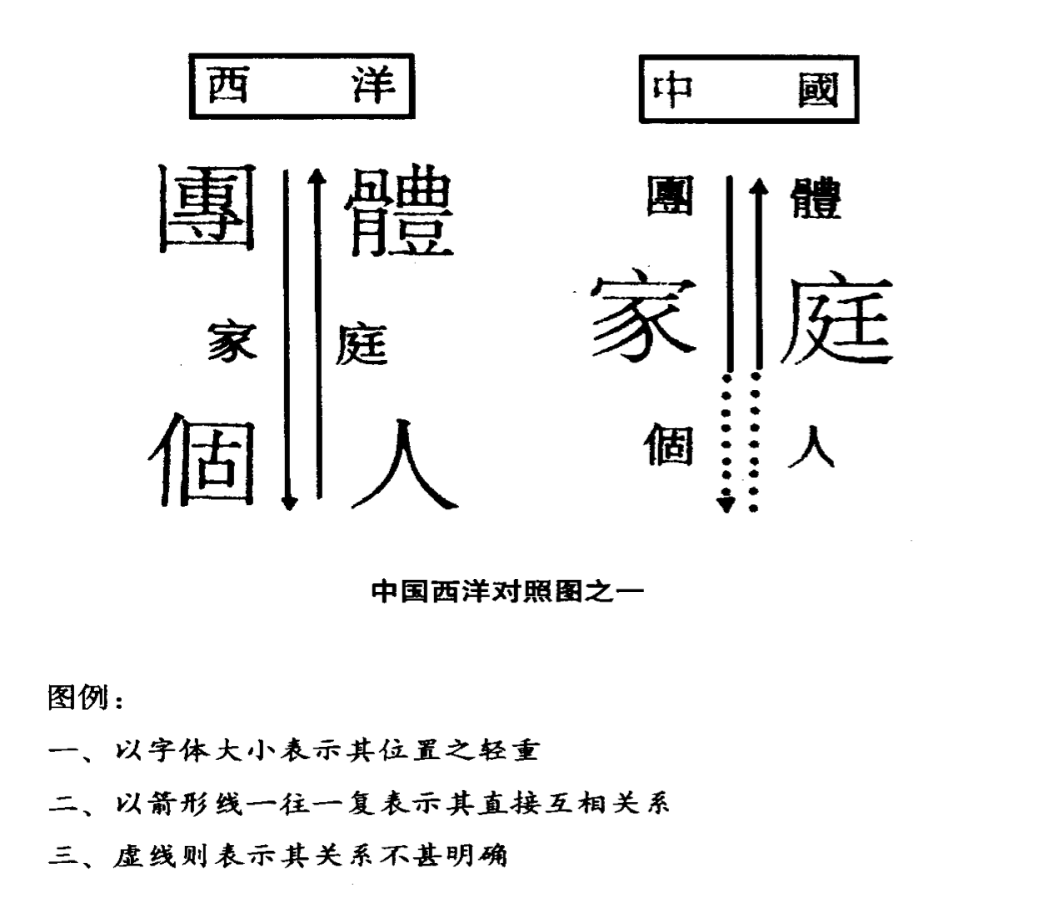 西洋
中國
團體
家庭
個人
團體
家庭
個人
中国西洋对照图之一
图例：
一、以字体大小表示其位置之轻重
二、以箭形线一往一复表示其直接互相关系
三、虚线则表示其关系不甚明确